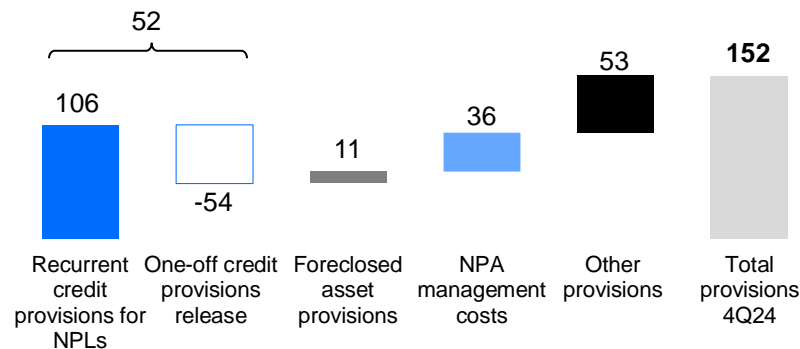 52
106
-54
11
36
53
152
Recurrent
credit
provisions for
NPLs
One-off credit
provisions
release
Foreclosed
asset
provisions
NPA
management
costs
Other
provisions
Total
provisions
4Q24